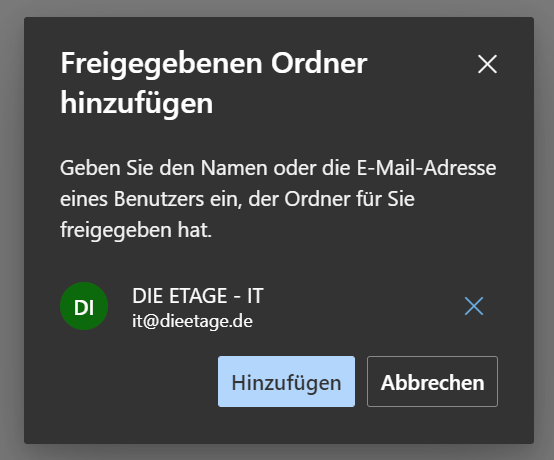 Freigegebenen Ordner
hinzufügen
Geben Sie den Namen oder die E-Mail-Adresse
eines Benutzers ein, der Ordner für Sie
freigegeben hat.
DI
DIE ETAGE - IT
it@dieetage.de
Hinzufügen
Abbrechen